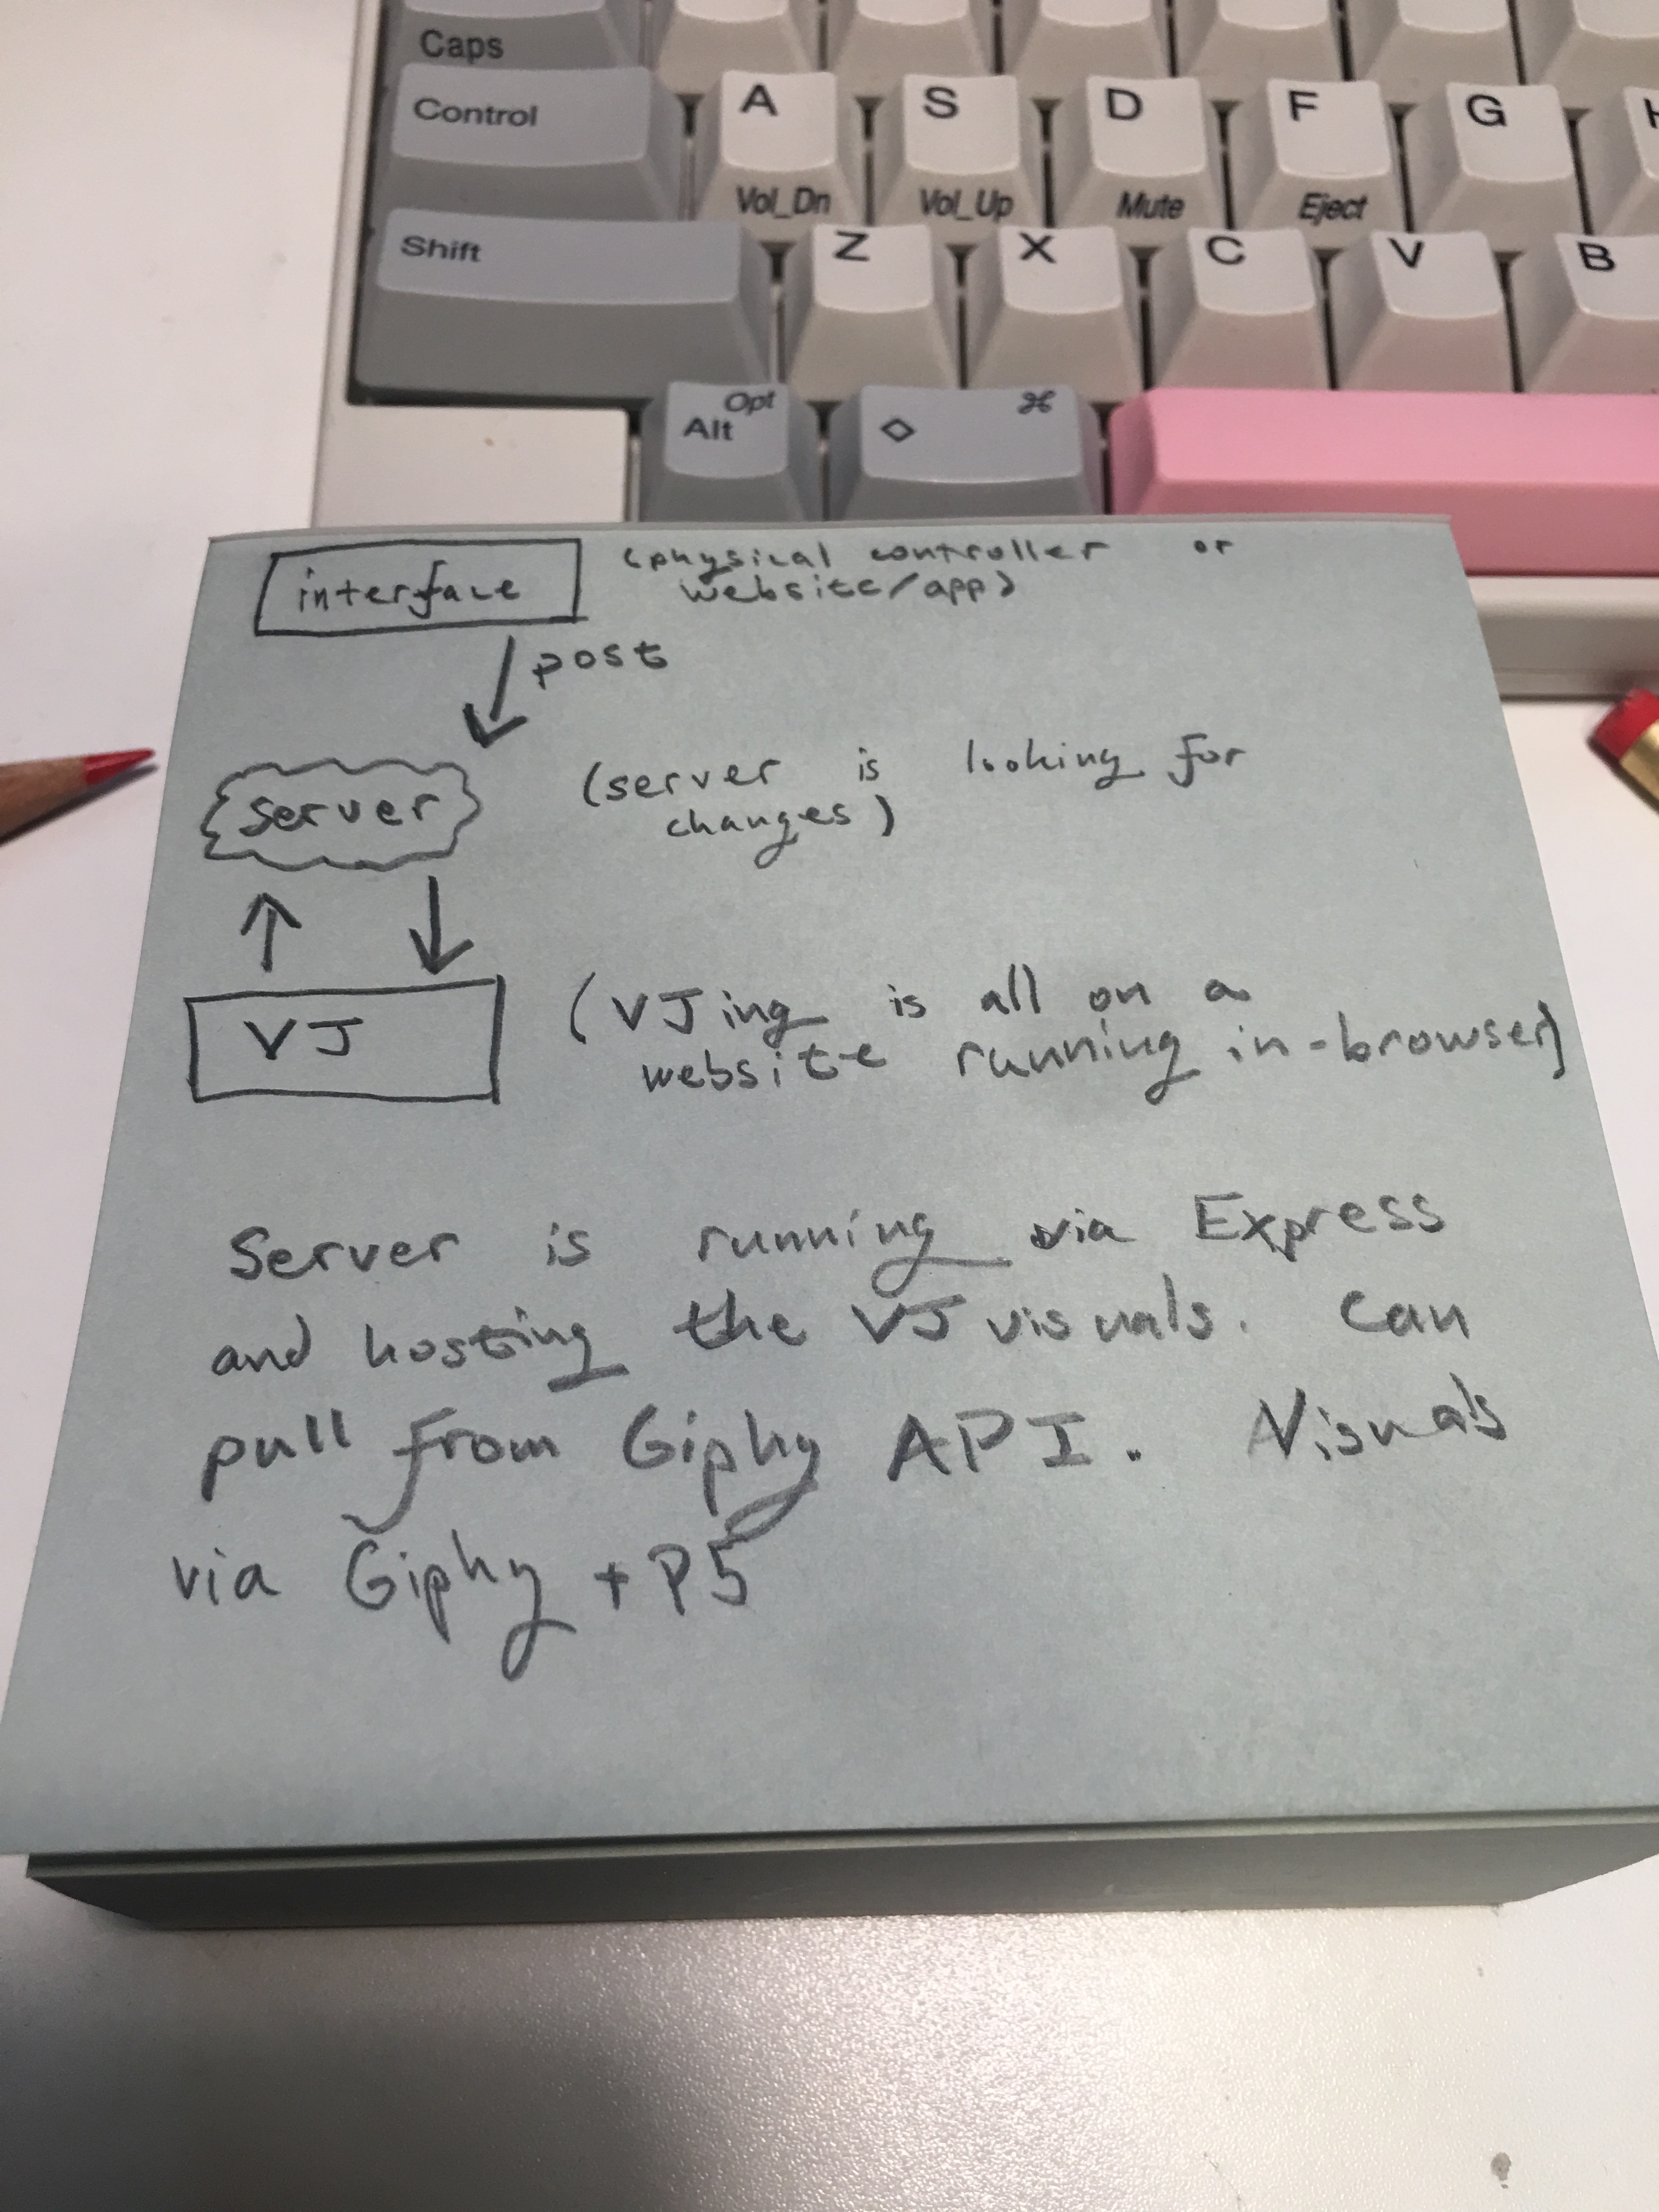 Caps
Control A S D F G
Vol_Dn Vol_Up Mute Eject
Shift Z X C V B
Opt
Alt ◇ ⌘
interface (physical controller or
website/app)
post
server (server is looking for
changes)
VJ (VJing is all on a
website running in-browser)
Server is running via Express
and hosting the VJ visuals. Can
pull from Giphy API. Visuals
via Giphy + P5